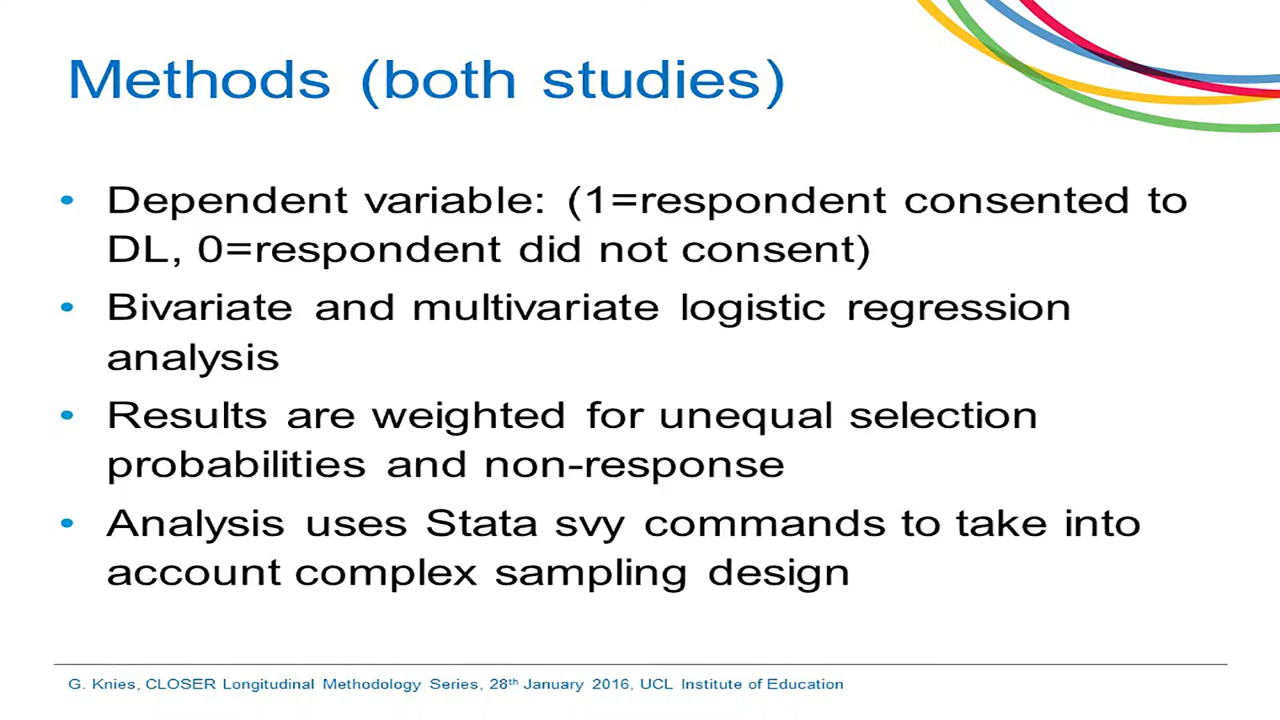 Methods (both studies)
• Dependent variable: (1=respondent consented to
DL, 0=respondent did not consent)
• Bivariate and multivariate logistic regression
analysis
• Results are weighted for unequal selection
probabilities and non-response
• Analysis uses Stata svy commands to take into
account complex sampling design
G. Knies, CLOSER Longitudinal Methodology Series, 28th January 2016, UCL Institute of Education